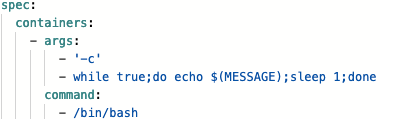 spec:
containers:
- args:
- '-c'
- while true;do echo $(MESSAGE);sleep 1;done
command:
- /bin/bash